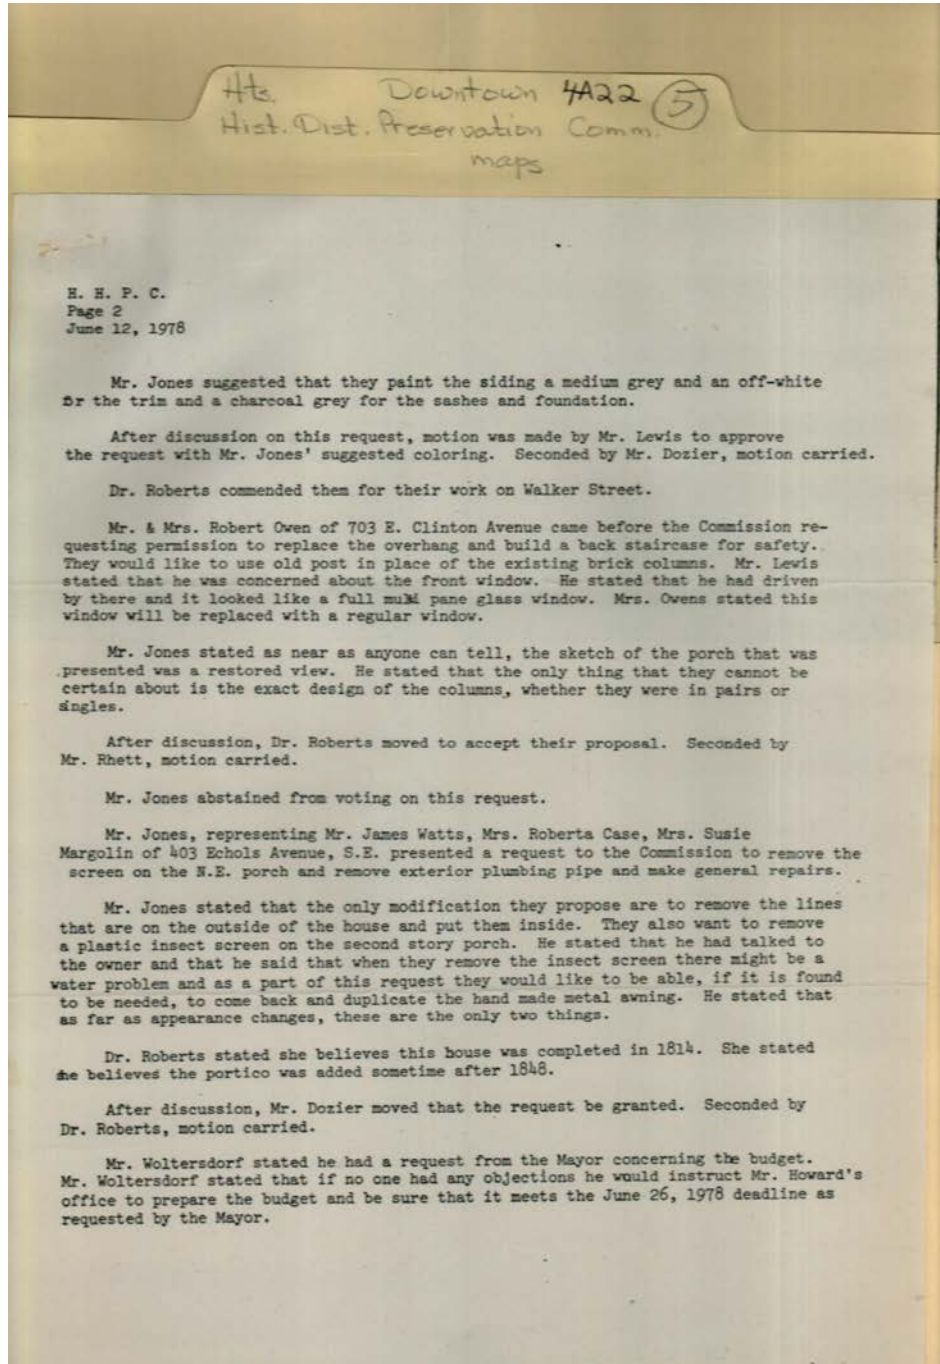 Hts. Downtown 4A22 5
Hist. Dist. Preservation Comm.
maps
H. H. P. C.
Page 2
June 12, 1978
Mr. Jones suggested that they paint the siding a medium grey and an off-white
or the trim and a charcoal grey for the sashes and foundation.
After discussion on this request, motion was made by Mr. Lewis to approve
the request with Mr. Jones' suggested coloring. Seconded by Mr. Dozier, motion carried.
Dr. Roberts commended them for their work on Walker Street.
Mr. & Mrs. Robert Owen of 703 E. Clinton Avenue came before the Commission re-
questing permission to replace the overhang and build a back staircase for safety.
They would like to use old post in place of the existing brick columns. Mr. Lewis
stated that he was concerned about the front window. He stated that he had driven
by there and it looked like a full multi pane glass window. Mrs. Owens stated this
window will be replaced with a regular window.
Mr. Jones stated as near as anyone can tell, the sketch of the porch that was
presented was a restored view. He stated that the only thing that they cannot be
certain about is the exact design of the columns, whether they were in pairs or
singles.
After discussion, Dr. Roberts moved to accept their proposal. Seconded by
Mr. Rhett, motion carried.
Mr. Jones abstained from voting on this request.
Mr. Jones, representing Mr. James Watts, Mrs. Roberta Case, Mrs. Susie
Margolin of 403 Echols Avenue, S.E. presented a request to the Commission to remove the
screen on the N.E. porch and remove exterior plumbing pipe and make general repairs.
Mr. Jones stated that the only modification they propose are to remove the lines
that are on the outside of the house and put them inside. They also want to remove
a plastic insect screen on the second story porch. He stated that he had talked to
the owner and that he said that when they remove the insect screen there might be a
water problem and as a part of this request they would like to be able, if it is found
to be needed, to come back and duplicate the hand made metal awning. He stated that
as far as appearance changes, these are the only two things.
Dr. Roberts stated she believes this house was completed in 1814. She stated
she believes the portico was added sometime after 1848.
After discussion, Mr. Dozier moved that the request be granted. Seconded by
Dr. Roberts, motion carried.
Mr. Woltersdorf stated he had a request from the Mayor concerning the budget.
Mr. Woltersdorf stated that if no one had any objections he would instruct Mr. Howard's
office to prepare the budget and be sure that it meets the June 26, 1978 deadline as
requested by the Mayor.